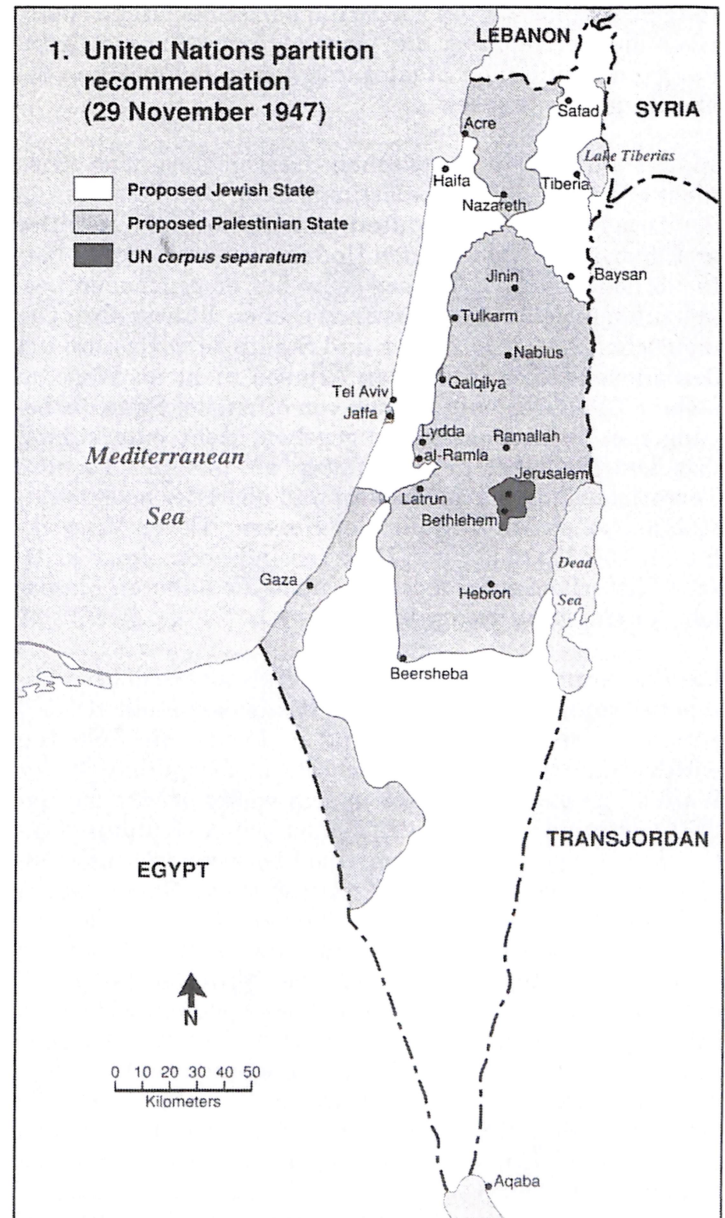 1. United Nations partition
recommendation
(29 November 1947)
Proposed Jewish State
Proposed Palestinian State
UN corpus separatum
LEBANON
SYRIA
Safad
Acre
Lake Tiberias
Haifa
Tiberia
Nazareth
Baysan
Jinin
Tulkarm
Nablus
Qalqilya
Tel Aviv
Jaffa
Lydda
Ramallah
al-Ramla
Jerusalem
Latrun
Bethlehem
Mediterranean
Sea
Dead
Sea
Gaza
Hebron
Beersheba
TRANSJORDAN
EGYPT
N
0 10 20 30 40 50
Kilometers
Aqaba